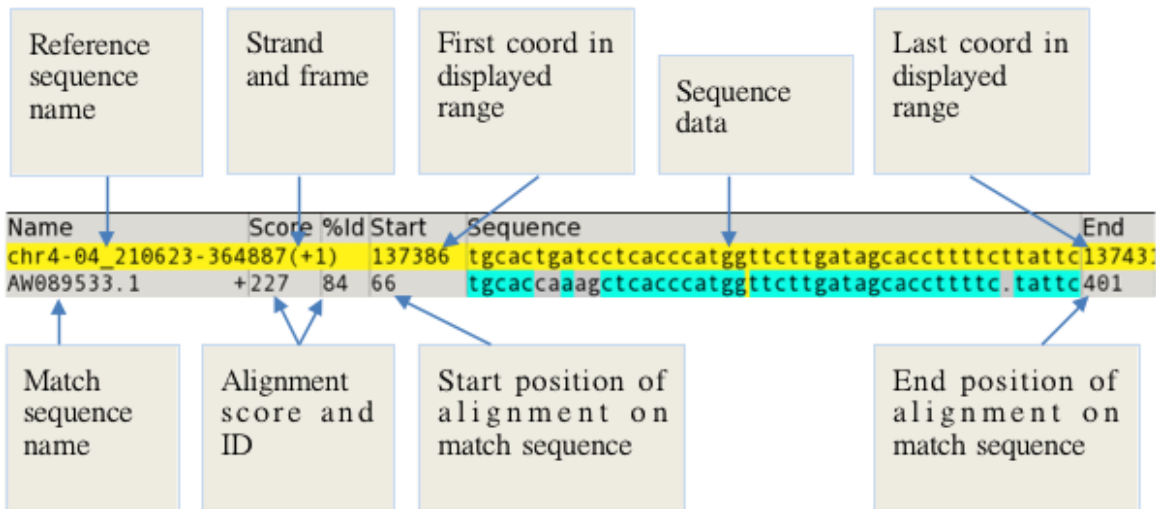 Reference
sequence
name
Strand
and frame
First coord in
displayed
range
Sequence
data
Last coord in
displayed
range
Name Score %Id Start Sequence End
chr4-04_210623-364887(+1) 137386 tgcactgatcctcacccatggttcttgatagcaccttttcttattc 137431
AW089533.1 + 227 84 66 tgcaccaaagctcacccatggttcttgatagcaccttttc.tattc 401
Match
sequence
name
Alignment
score and
ID
Start position of
alignment on
match sequence
End position of
alignment on
match sequence